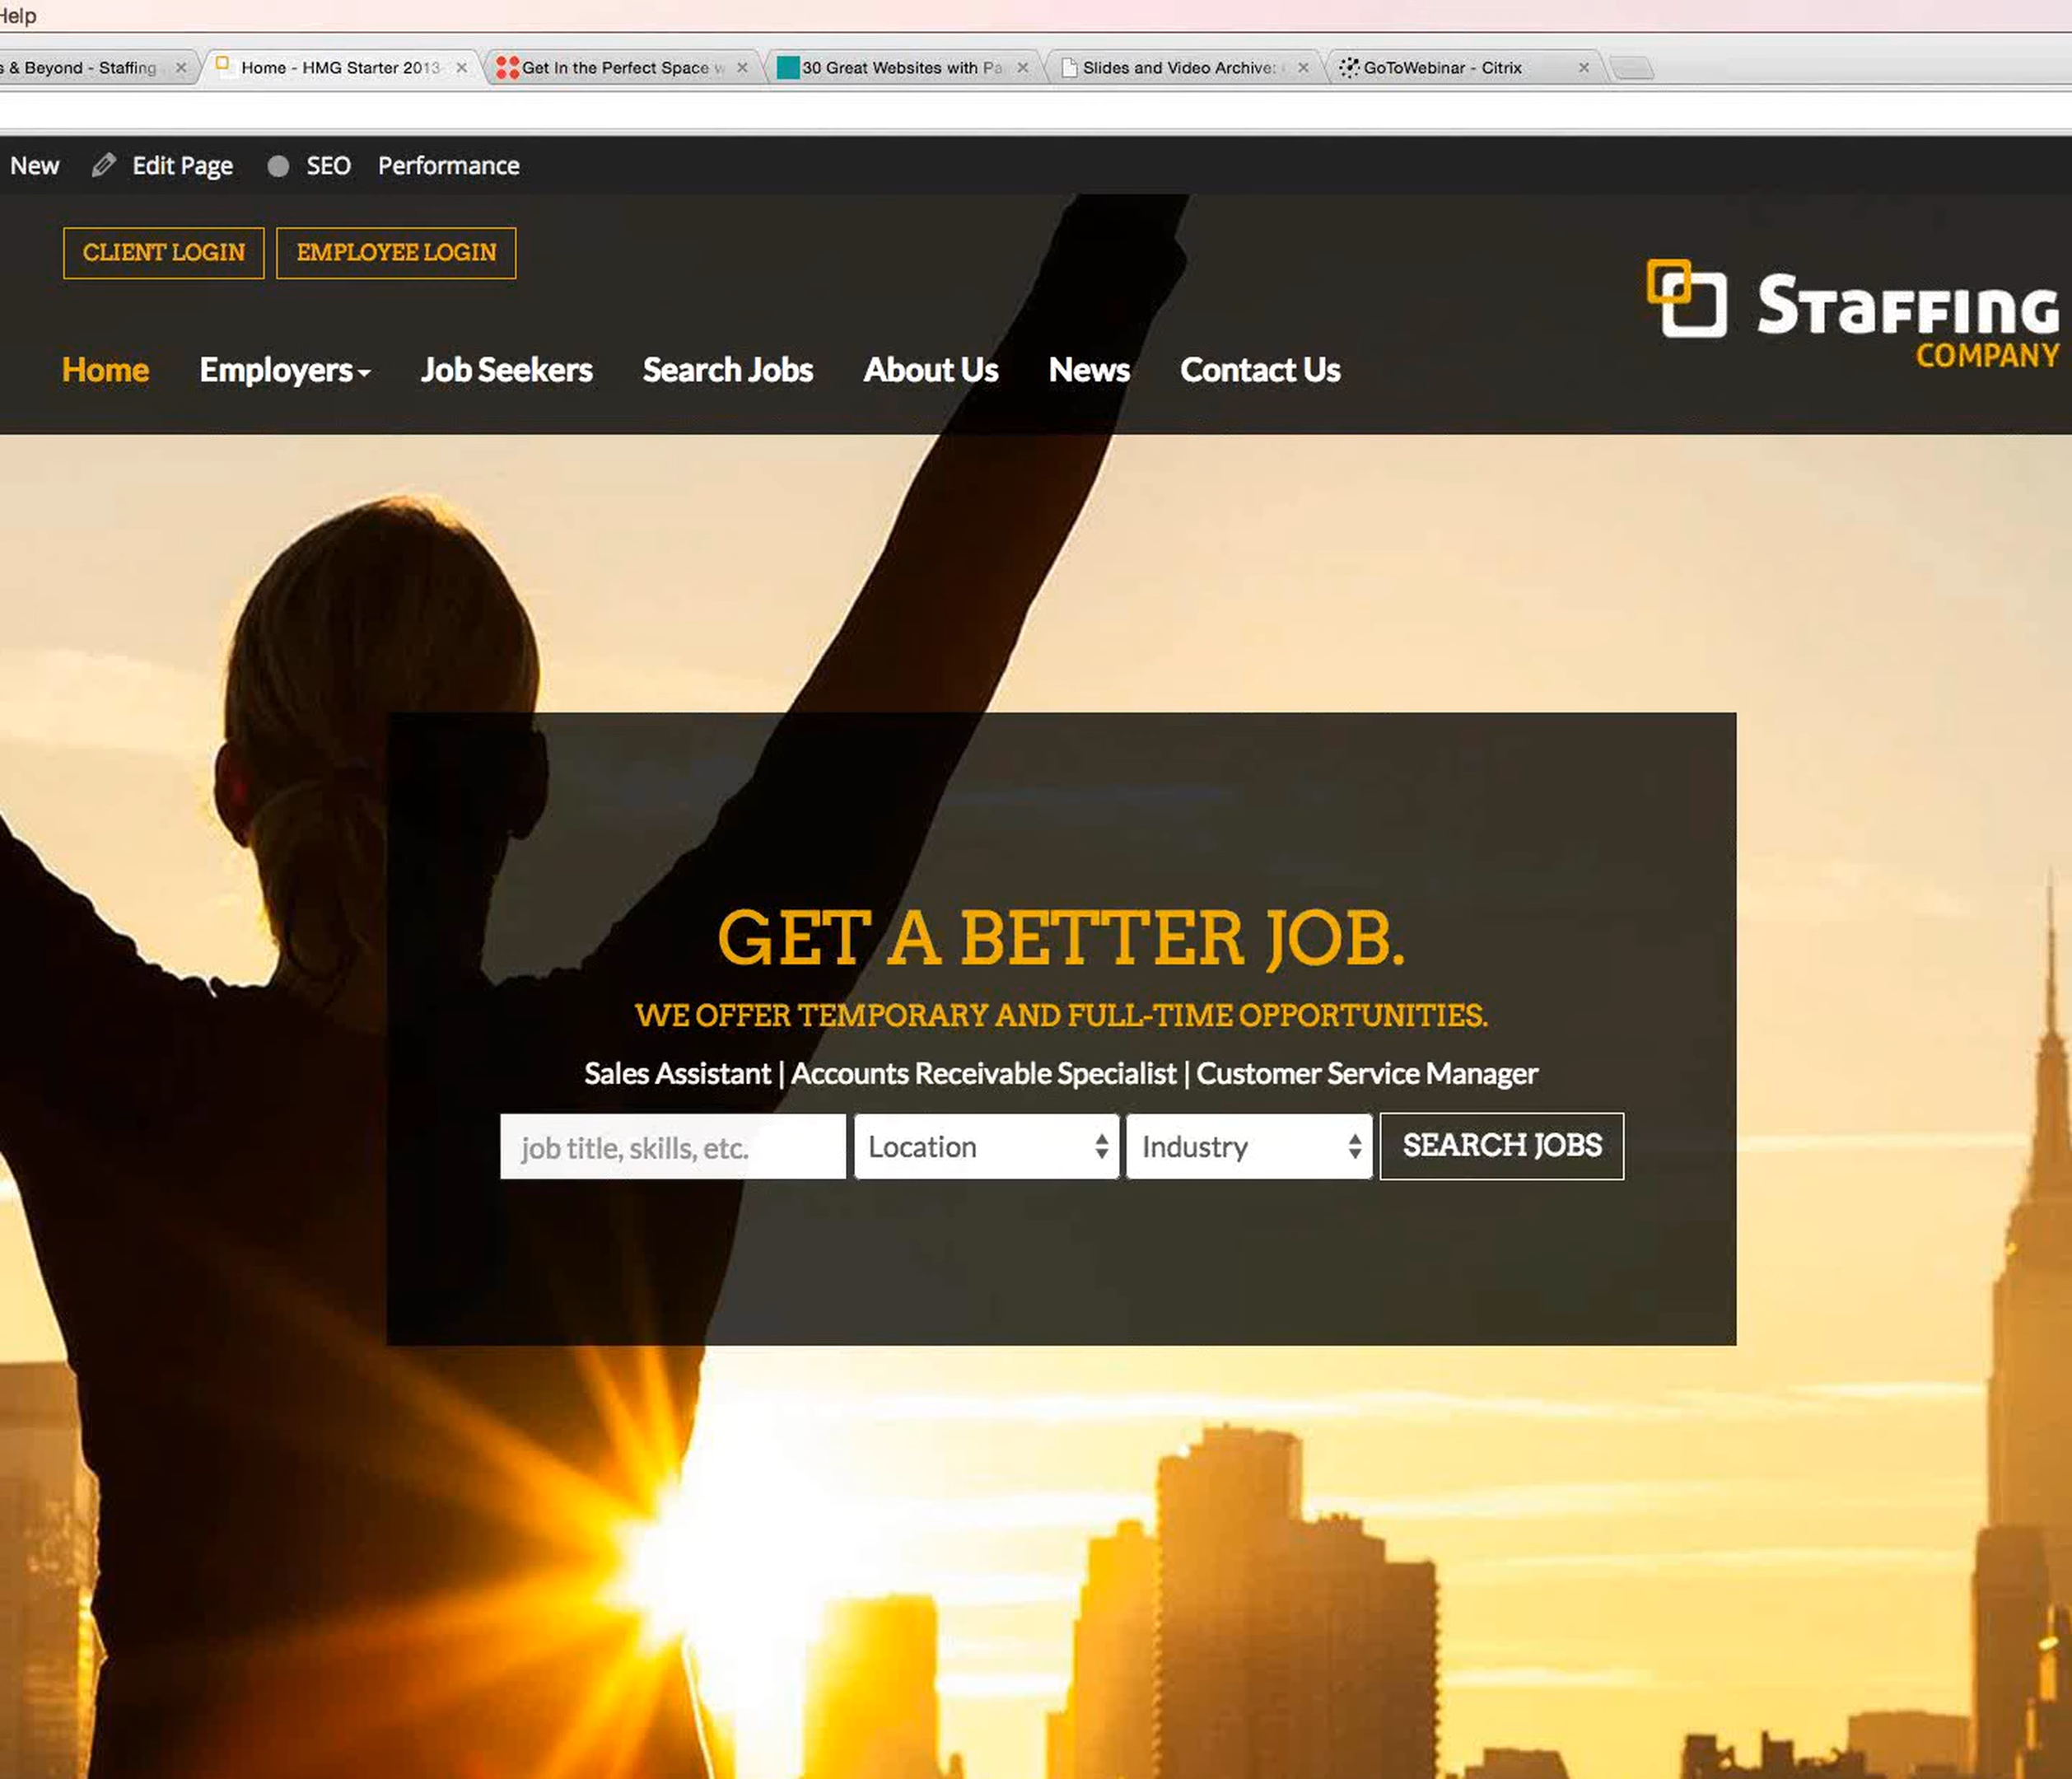 Help
s & Beyond - Staffing
Home - HMG Starter 2013-
Get In the Perfect Space w
30 Great Websites with Pa
Slides and Video Archive:
GoToWebinar - Citrix
New Edit Page SEO Performance
CLIENT LOGIN EMPLOYEE LOGIN
STaFFING
COMPANY
Home Employers Job Seekers Search Jobs About Us News Contact Us
GET A BETTER JOB.
WE OFFER TEMPORARY AND FULL-TIME OPPORTUNITIES.
Sales Assistant | Accounts Receivable Specialist | Customer Service Manager
job title, skills, etc. Location Industry SEARCH JOBS